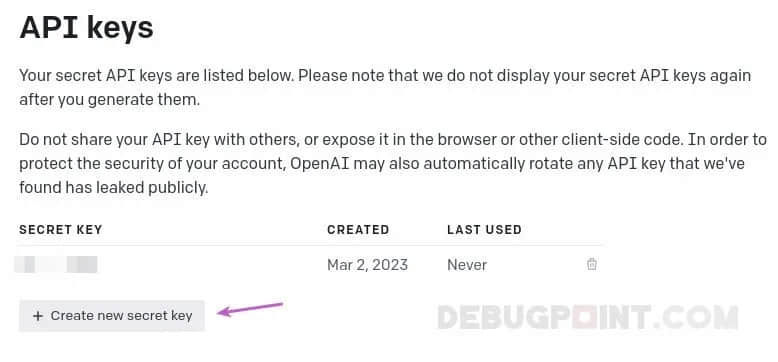 API keys
Your secret API keys are listed below. Please note that we do not display your secret API keys again
after you generate them.
Do not share your API key with others, or expose it in the browser or other client-side code. In order to
protect the security of your account, OpenAI may also automatically rotate any API key that we've
found has leaked publicly.
SECRET KEY CREATED LAST USED
Mar 2, 2023 Never
+ Create new secret key
DEBUGPOINT.COM